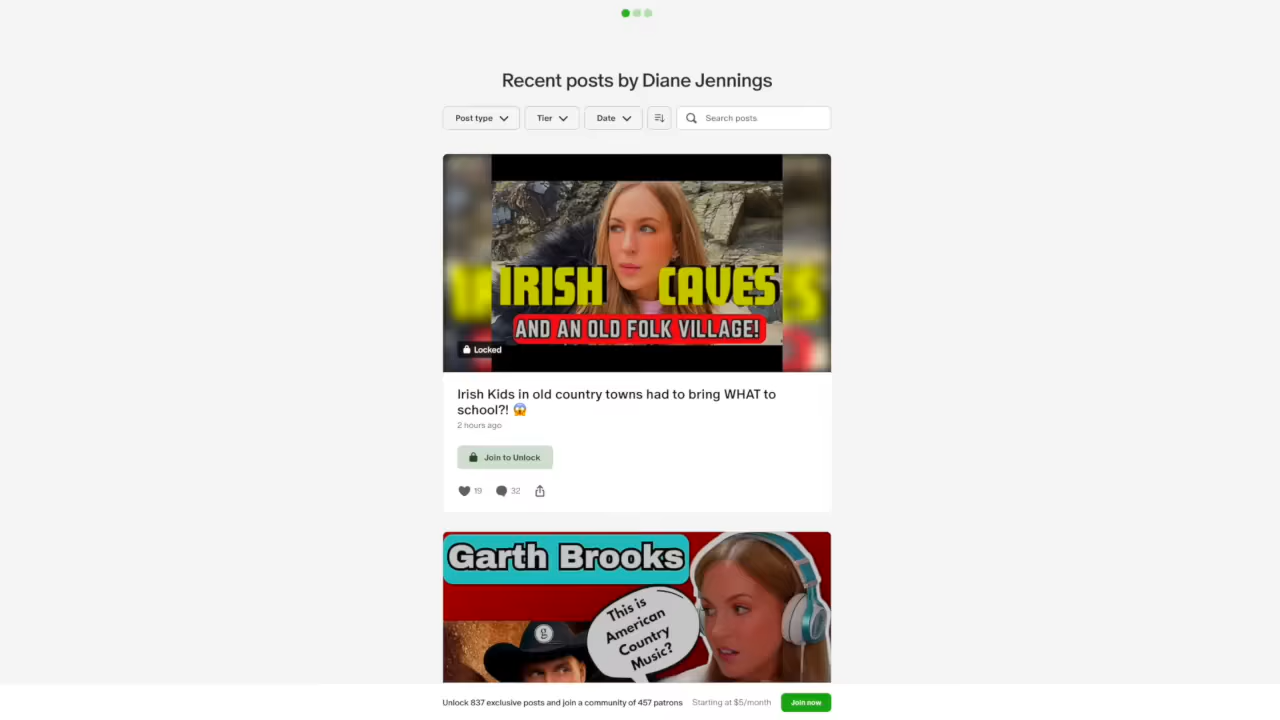 Recent posts by Diane Jennings
Post type
Tier
Date
Search posts
IRISH CAVES
AND AN OLD FOLK VILLAGE!
Locked
Irish Kids in old country towns had to bring WHAT to
school?! 😱
2 hours ago
Join to Unlock
19
32
Garth Brooks
This is
American
Country
Music?
g
Unlock 837 exclusive posts and join a community of 457 patrons
Starting at $5/month
Join now